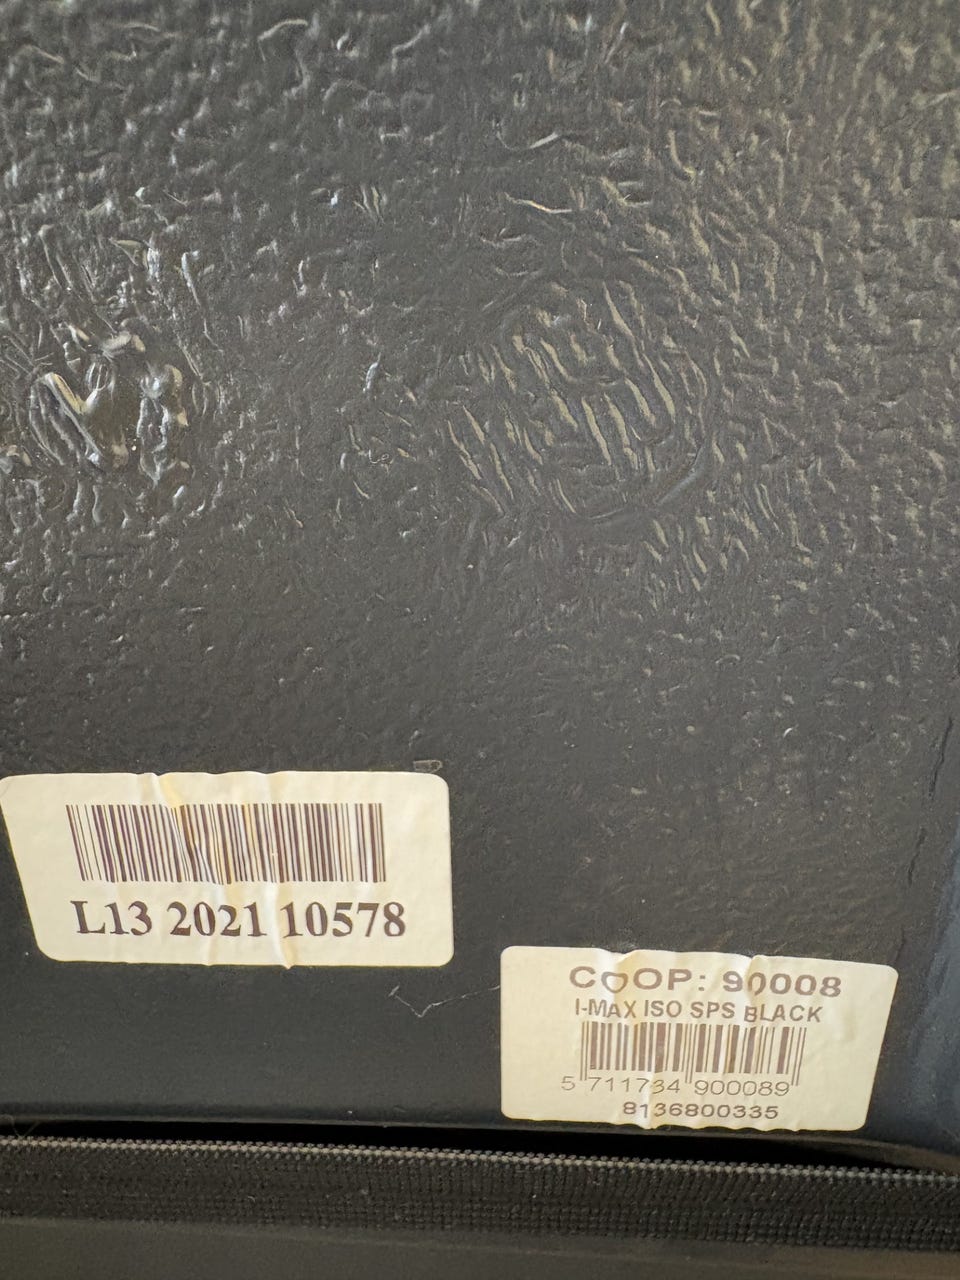 L13 2021 10578
COOP: 90008
I-MAX ISO SPS BLACK
5 711734 900089
8136800335